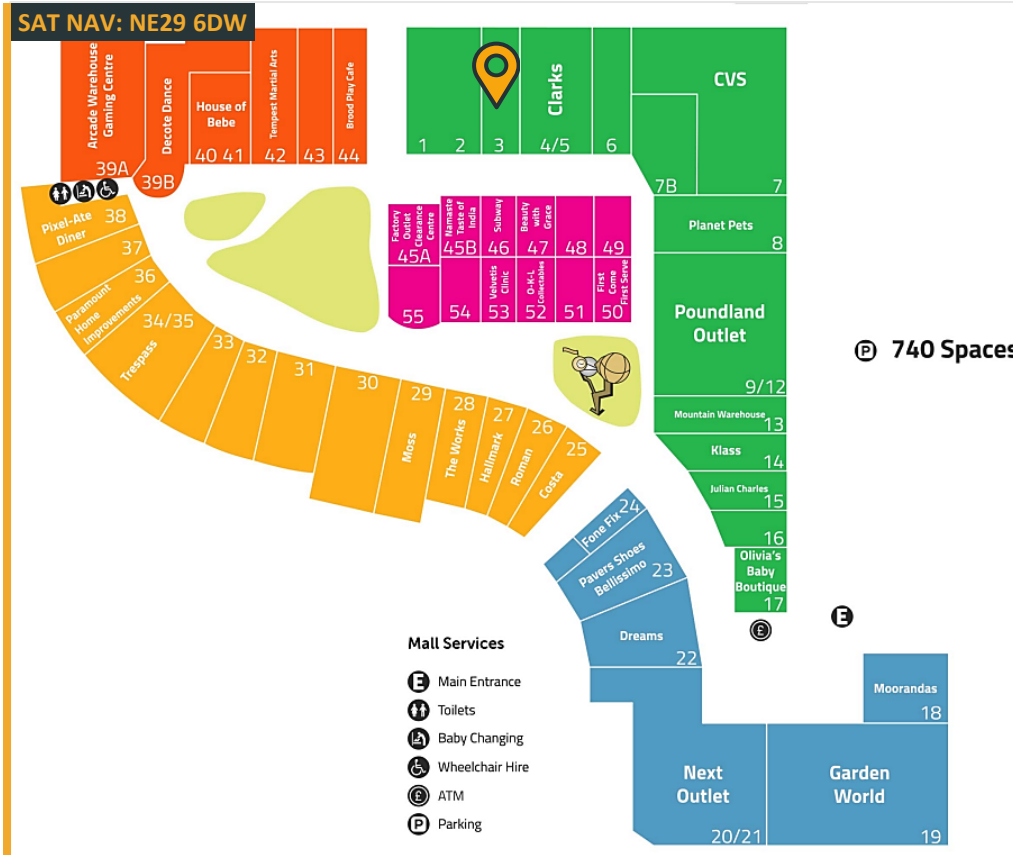 SAT NAV: NE29 6DW
Arcade Warehouse
Gaming Centre
39A
Decote Dance
39B
House of
Bebe
40 41
Tempest Martial Arts
42
43
Brood Play Cafe
44
1
2
3
Clarks
4/5
6
CVS
7B
7
Planet Pets
8
Poundland
Outlet
9/12
Mountain Warehouse
13
Klass
14
Julian Charles
15
16
Olivia's
Baby
Boutique
17
£
E
Factory
Outlet
Clearance
Centre
45A
Namaste
Taste of
India
45B
Subway
46
Beauty
with
Grace
47
48
49
55
54
Velvetis
Clinic
53
O-K-L
Collectables
52
51
First
Come
First Serve
50
P 740 Spaces
Pixel-Ate
Diner
38
37
Paramount
Home
Improvements
36
Trespass
34/35
33
32
31
30
29
Moss
28
The Works
27
Hallmark
26
Roman
25
Costa
Fone Fix
24
Pavers Shoes
Bellissimo
23
Dreams
22
Moorandas
18
Next
Outlet
20/21
Garden
World
19
Mall Services
E Main Entrance
Toilets
Baby Changing
Wheelchair Hire
£ ATM
P Parking